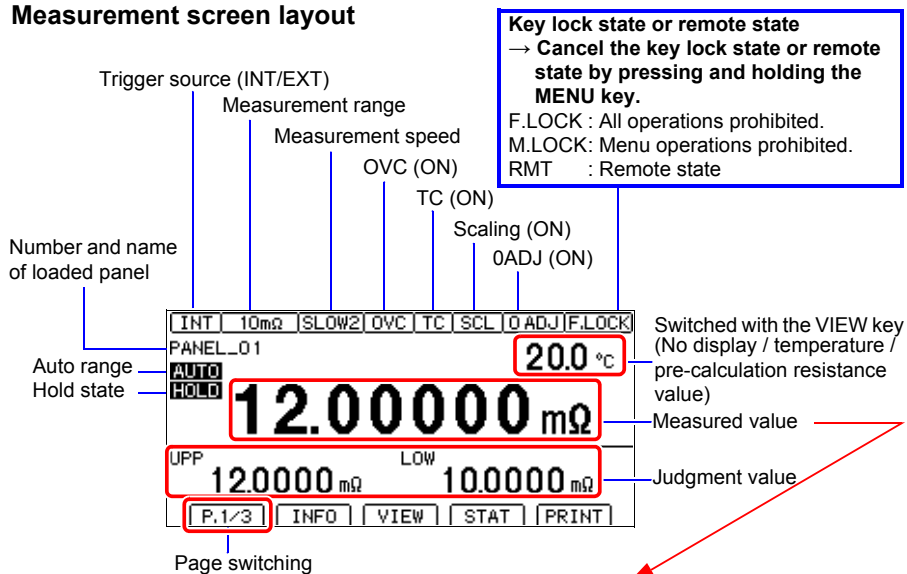 Measurement screen layout
Key lock state or remote state
→ Cancel the key lock state or remote
state by pressing and holding the
MENU key.
F.LOCK : All operations prohibited.
M.LOCK: Menu operations prohibited.
RMT : Remote state
Trigger source (INT/EXT)
Measurement range
Measurement speed
OVC (ON)
TC (ON)
Scaling (ON)
0ADJ (ON)
Number and name
of loaded panel
INT 10mΩ SLOW2 OVC TC SCL 0 ADJ F.LOCK
PANEL_01
20.0 °C
Switched with the VIEW key
(No display / temperature /
pre-calculation resistance
value)
Auto range
AUTO
Hold state
HOLD
12.00000 mΩ
Measured value
UPP
12.0000 mΩ
LOW
10.0000 mΩ
Judgment value
P.1/3 INFO VIEW STAT PRINT
Page switching